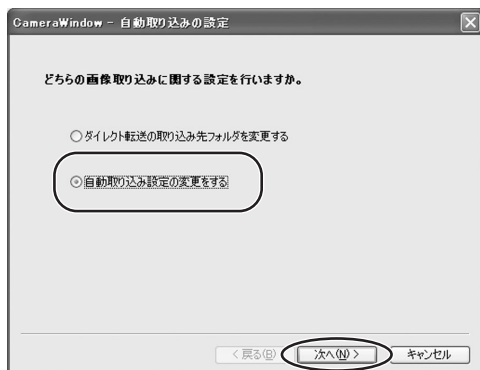 CameraWindow - 自動取り込みの設定
どちらの画像取り込みに関する設定を行いますか。
ダイレクト転送の取り込み先フォルダを変更する
自動取り込み設定の変更をする
< 戻る(B) 次へ(N) > キャンセル